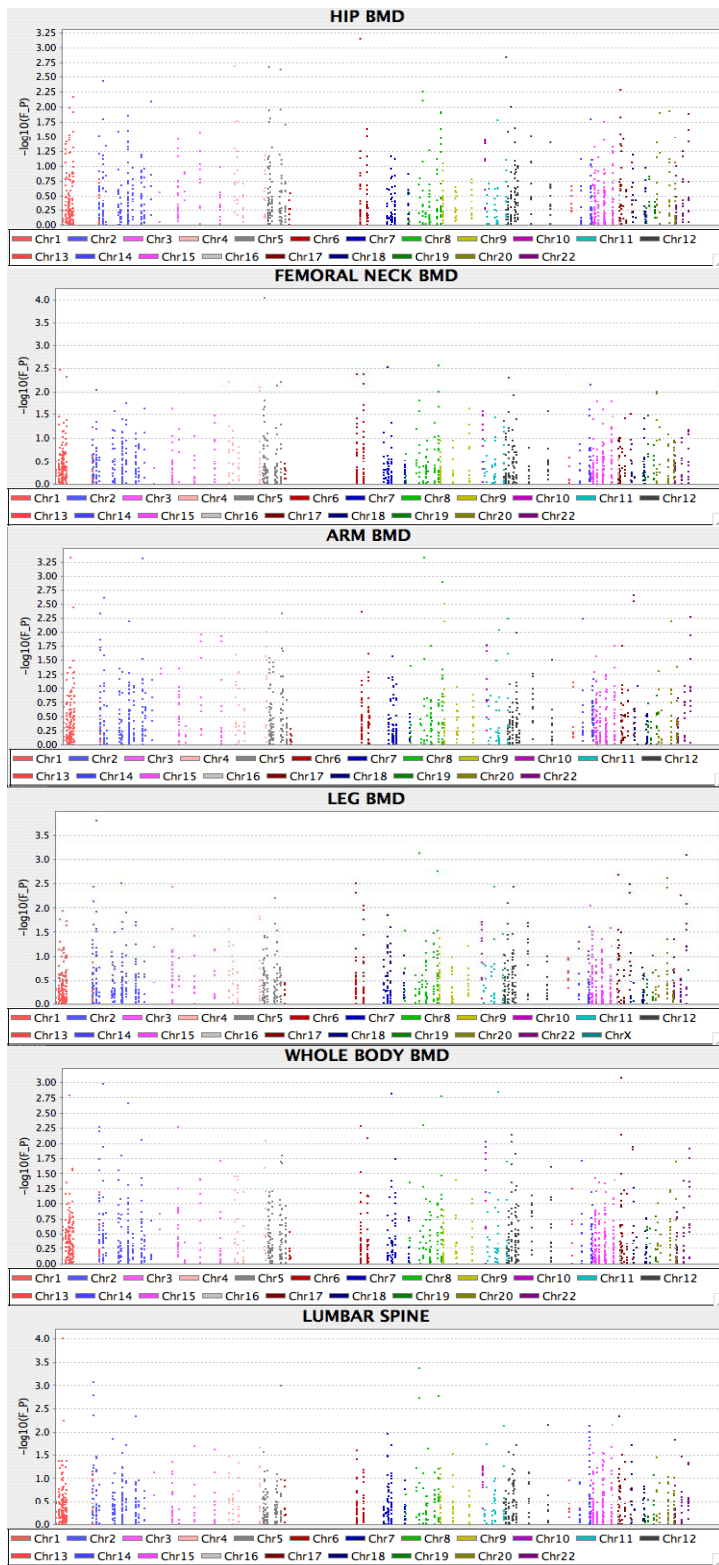 HIP BMD
3.25
3.00
2.75
2.50
2.25
2.00
1.75
1.50
1.25
1.00
0.75
0.50
0.25
0.00
-log10(F_P)
Chr1 Chr2 Chr3 Chr4 Chr5 Chr6 Chr7 Chr8 Chr9 Chr10 Chr11 Chr12
Chr13 Chr14 Chr15 Chr16 Chr17 Chr18 Chr19 Chr20 Chr22
FEMORAL NECK BMD
4.0
3.5
3.0
2.5
2.0
1.5
1.0
0.5
0.0
-log10(F_P)
Chr1 Chr2 Chr3 Chr4 Chr5 Chr6 Chr7 Chr8 Chr9 Chr10 Chr11 Chr12
Chr13 Chr14 Chr15 Chr16 Chr17 Chr18 Chr19 Chr20 Chr22
ARM BMD
3.25
3.00
2.75
2.50
2.25
2.00
1.75
1.50
1.25
1.00
0.75
0.50
0.25
0.00
-log10(F_P)
Chr1 Chr2 Chr3 Chr4 Chr5 Chr6 Chr7 Chr8 Chr9 Chr10 Chr11 Chr12
Chr13 Chr14 Chr15 Chr16 Chr17 Chr18 Chr19 Chr20 Chr22
LEG BMD
3.5
3.0
2.5
2.0
1.5
1.0
0.5
0.0
-log10(F_P)
Chr1 Chr2 Chr3 Chr4 Chr5 Chr6 Chr7 Chr8 Chr9 Chr10 Chr11 Chr12
Chr13 Chr14 Chr15 Chr16 Chr17 Chr18 Chr19 Chr20 Chr22 ChrX
WHOLE BODY BMD
3.00
2.75
2.50
2.25
2.00
1.75
1.50
1.25
1.00
0.75
0.50
0.25
0.00
-log10(F_P)
Chr1 Chr2 Chr3 Chr4 Chr5 Chr6 Chr7 Chr8 Chr9 Chr10 Chr11 Chr12
Chr13 Chr14 Chr15 Chr16 Chr17 Chr18 Chr19 Chr20 Chr22
LUMBAR SPINE
4.0
3.5
3.0
2.5
2.0
1.5
1.0
0.5
0.0
-log10(F_P)
Chr1 Chr2 Chr3 Chr4 Chr5 Chr6 Chr7 Chr8 Chr9 Chr10 Chr11 Chr12
Chr13 Chr14 Chr15 Chr16 Chr17 Chr18 Chr19 Chr20 Chr22